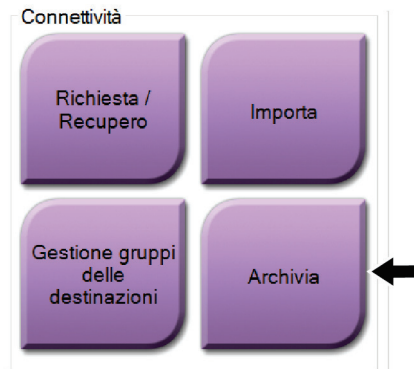 Connettività
Richiesta /
Recupero
Importa
Gestione gruppi
delle
destinazioni
Archivia